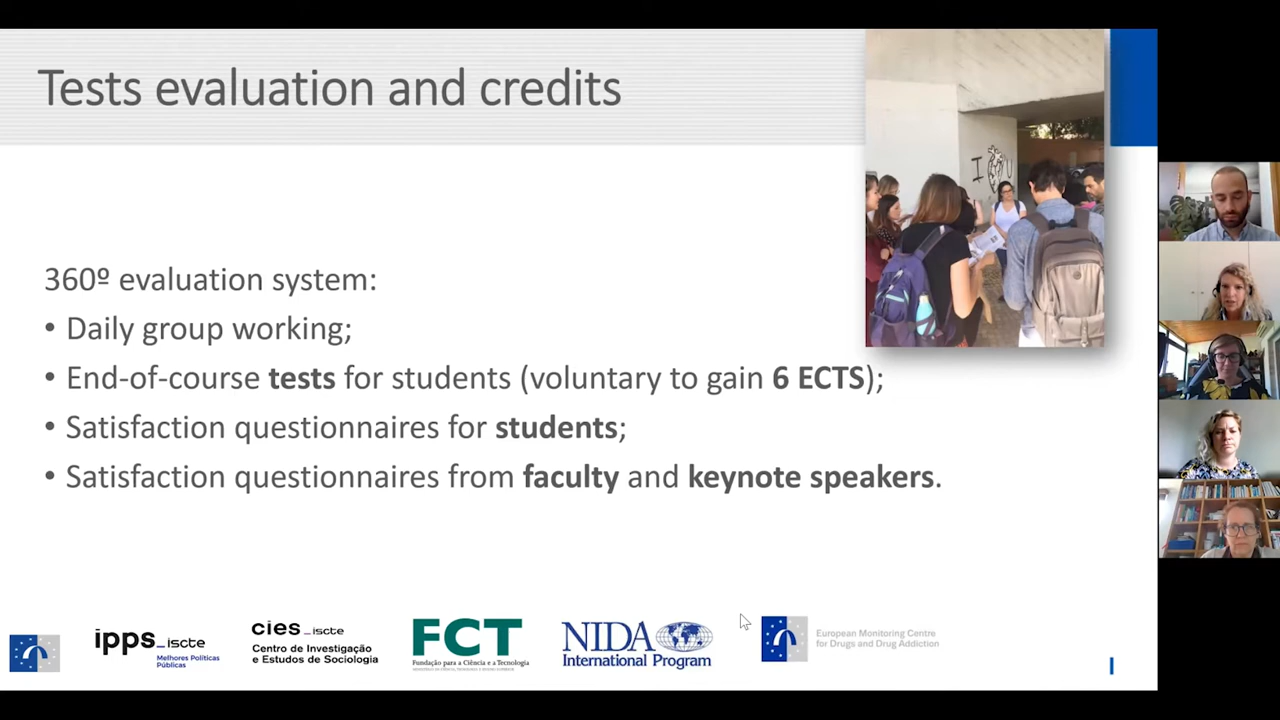 Tests evaluation and credits
I U
360º evaluation system:
• Daily group working;
• End-of-course tests for students (voluntary to gain 6 ECTS);
• Satisfaction questionnaires for students;
• Satisfaction questionnaires from faculty and keynote speakers.
ipps_iscte
Melhores Políticas
Públicas
cies_iscte
Centro de Investigação
e Estudos de Sociologia
FCT
Fundação para a Ciência e a Tecnologia
NIDA
International Program
European Monitoring Centre
for Drugs and Drug Addiction